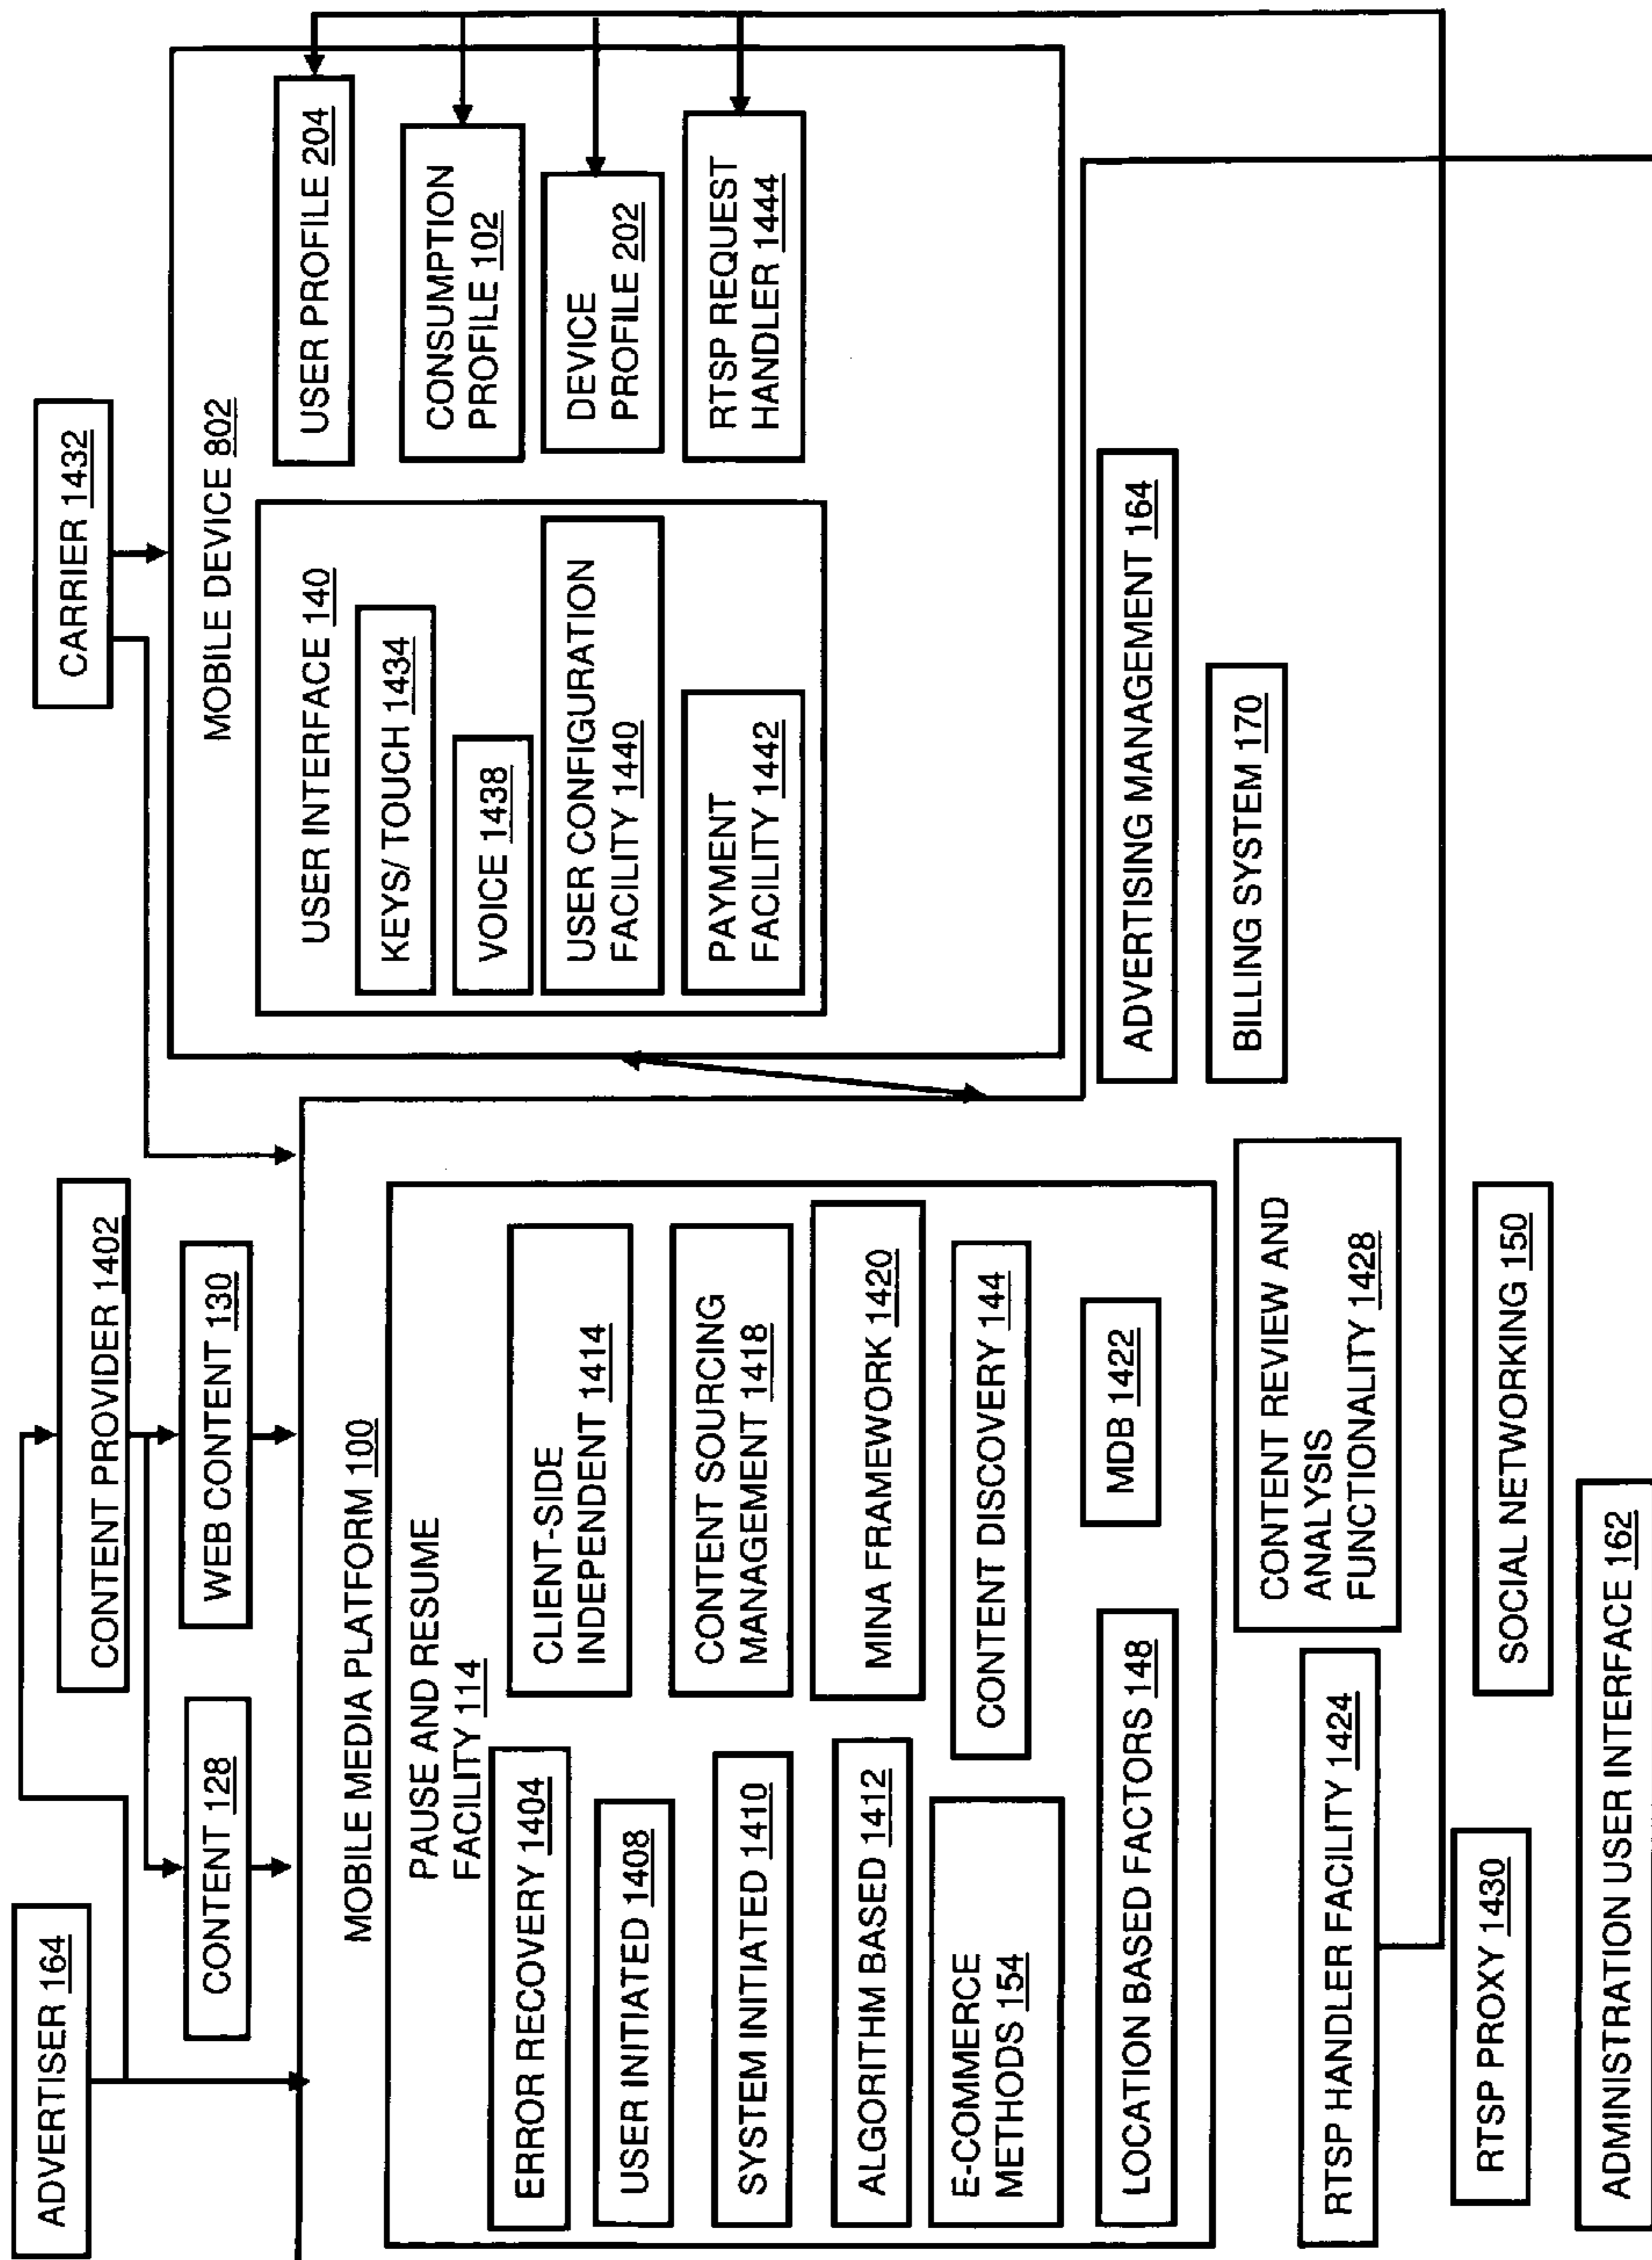 ADVERTISER 164
CONTENT PROVIDER 1402
CONTENT 128
WEB CONTENT 130
CARRIER 1432
MOBILE MEDIA PLATFORM 100
PAUSE AND RESUME
FACILITY 114
ERROR RECOVERY 1404
USER INITIATED 1408
SYSTEM INITIATED 1410
ALGORITHM BASED 1412
E-COMMERCE
METHODS 154
LOCATION BASED FACTORS 148
CLIENT-SIDE
INDEPENDENT 1414
CONTENT SOURCING
MANAGEMENT 1418
MINA FRAMEWORK 1420
CONTENT DISCOVERY 144
MDB 1422
RTSP HANDLER FACILITY 1424
CONTENT REVIEW AND
ANALYSIS
FUNCTIONALITY 1428
RTSP PROXY 1430
SOCIAL NETWORKING 150
ADMINISTRATION USER INTERFACE 162
MOBILE DEVICE 802
USER INTERFACE 140
KEYS/ TOUCH 1434
VOICE 1438
USER CONFIGURATION
FACILITY 1440
PAYMENT
FACILITY 1442
USER PROFILE 204
CONSUMPTION
PROFILE 102
DEVICE
PROFILE 202
RTSP REQUEST
HANDLER 1444
ADVERTISING MANAGEMENT 164
BILLING SYSTEM 170